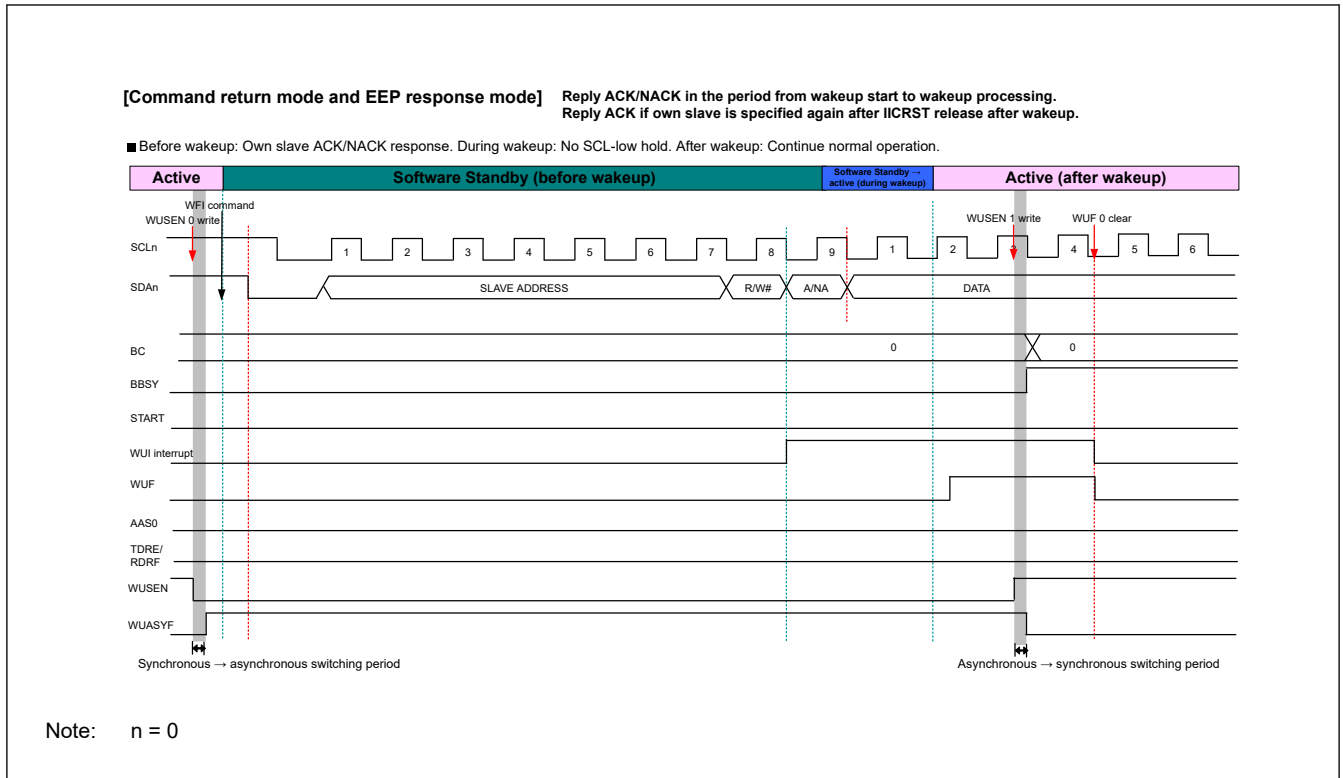 [Command return mode and EEP response mode] Reply ACK/NACK in the period from wakeup start to wakeup processing.
Reply ACK if own slave is specified again after IICRST release after wakeup.
■ Before wakeup: Own slave ACK/NACK response. During wakeup: No SCL-low hold. After wakeup: Continue normal operation.
Active Software Standby (before wakeup) Software Standby → Active (after wakeup)
active (during wakeup)
WFI command
WUSEN 0 write WUSEN 1 write WUF 0 clear
SCLn 1 2 3 4 5 6 7 8 9 1 2 3 4 5 6
SDAn SLAVE ADDRESS R/W# A/NA DATA
BC 0 0
BBSY
START
WUI interrupt
WUF
AAS0
TDRE/
RDRF
WUSEN
WUASYF
Synchronous → asynchronous switching period Asynchronous → synchronous switching period
Note: n = 0